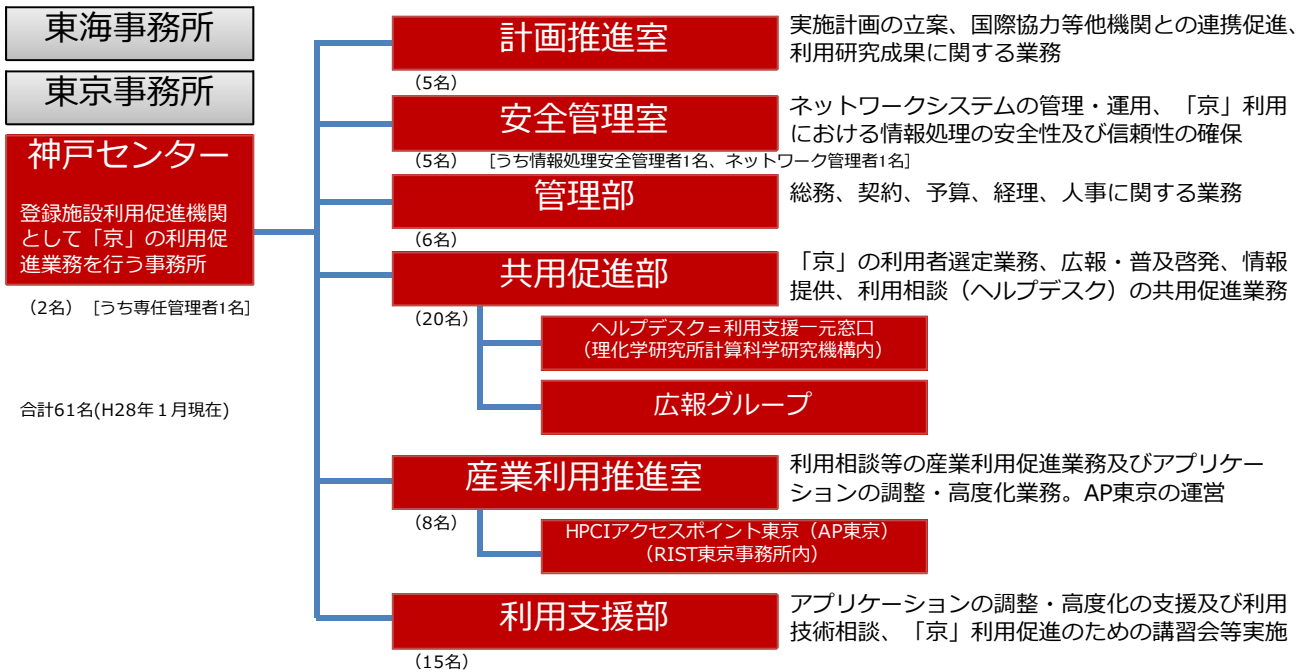 東海事務所
東京事務所
神戸センター
登録施設利用促進機関
として「京」の利用促
進業務を行う事務所
（2名） [うち専任管理者1名]
合計61名(H28年１月現在)
計画推進室
（5名）
実施計画の立案、国際協力等他機関との連携促進、
利用研究成果に関する業務
安全管理室
（5名） [うち情報処理安全管理者1名、ネットワーク管理者1名]
ネットワークシステムの管理・運用、「京」利用
における情報処理の安全性及び信頼性の確保
管理部
（6名）
総務、契約、予算、経理、人事に関する業務
共用促進部
（20名）
「京」の利用者選定業務、広報・普及啓発、情報
提供、利用相談（ヘルプデスク）の共用促進業務
ヘルプデスク＝利用支援一元窓口
（理化学研究所計算科学研究機構内）
広報グループ
産業利用推進室
（8名）
利用相談等の産業利用促進業務及びアプリケー
ションの調整・高度化業務。AP東京の運営
HPCIアクセスポイント東京（AP東京）
（RIST東京事務所内）
利用支援部
（15名）
アプリケーションの調整・高度化の支援及び利用
技術相談、「京」利用促進のための講習会等実施